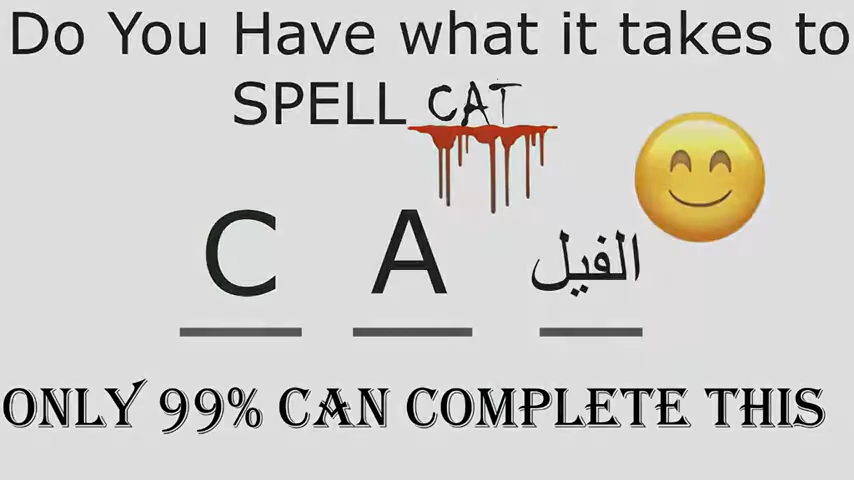 Do You Have what it takes to
SPELL CAT
C A الفيل
ONLY 99% CAN COMPLETE THIS